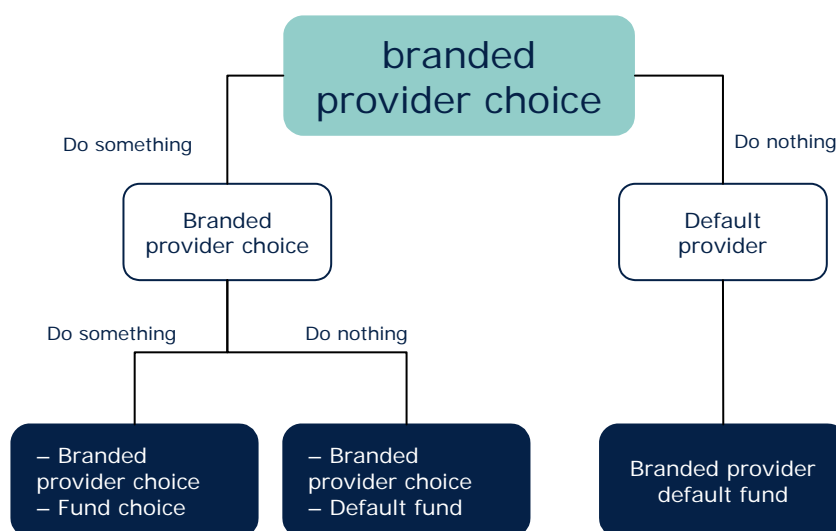 branded
provider choice
Do something
Do nothing
Branded
provider choice
Default
provider
Do something
Do nothing
– Branded
provider choice
– Fund choice
– Branded
provider choice
– Default fund
Branded provider
default fund